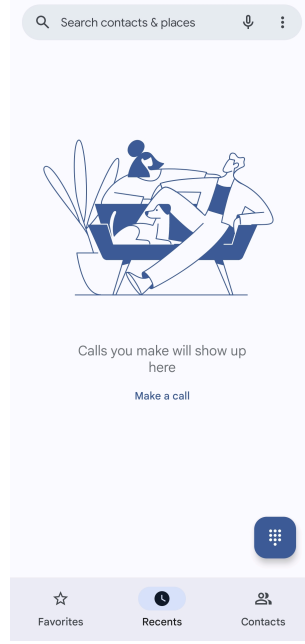 Search contacts & places
Calls you make will show up
here
Make a call
Favorites
Recents
Contacts